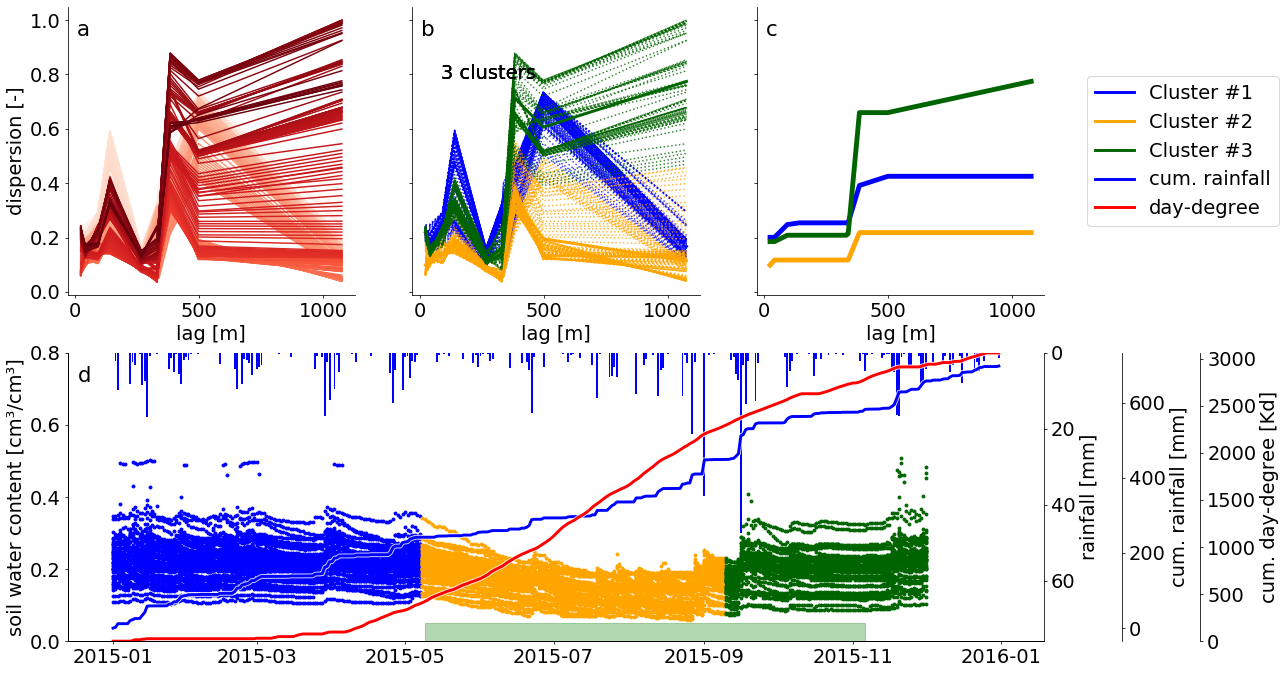 a
b
c
3 clusters
dispersion [-]
1.0
0.8
0.6
0.4
0.2
0.0
0
500
1000
lag [m]
0
500
1000
lag [m]
0
500
1000
lag [m]
Cluster #1
Cluster #2
Cluster #3
cum. rainfall
day-degree
d
soil water content [cm³/cm³]
0.8
0.6
0.4
0.2
0.0
2015-01
2015-03
2015-05
2015-07
2015-09
2015-11
2016-01
0
20
40
60
rainfall [mm]
600
400
200
0
cum. rainfall [mm]
3000
2500
2000
1500
1000
500
0
cum. day-degree [Kd]